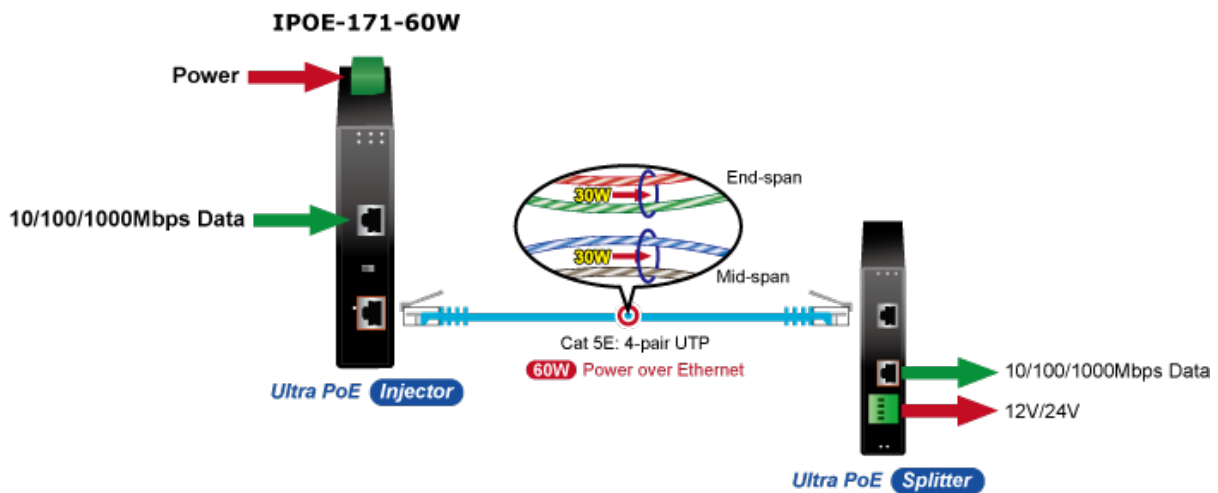 IPOE-171-60W
Power
10/100/1000Mbps Data
30W
End-span
30W
Mid-span
Cat 5E: 4-pair UTP
60W Power over Ethernet
Ultra PoE Injector
10/100/1000Mbps Data
12V/24V
Ultra PoE Splitter